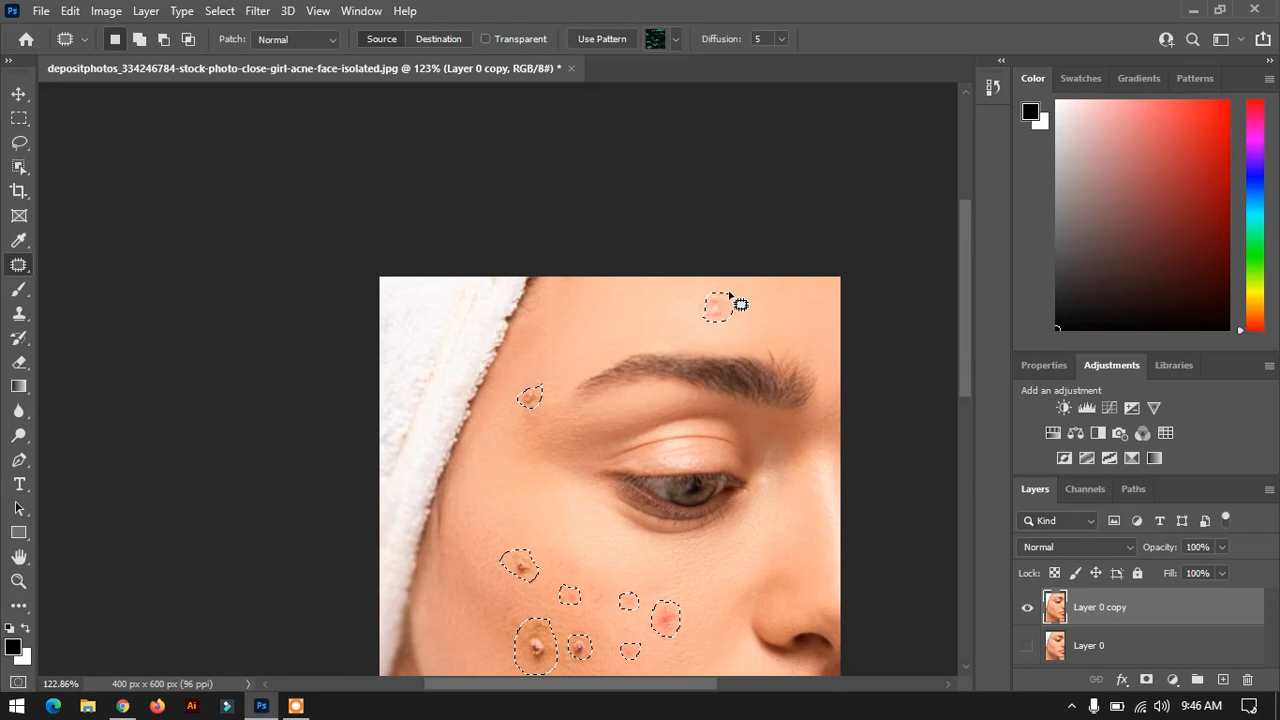 Ps File Edit Image Layer Type Select Filter 3D View Window Help
Patch: Normal Source Destination Transparent Use Pattern Diffusion: 5
depositphotos_334246784-stock-photo-close-girl-acne-face-isolated.jpg @ 123% (Layer 0 copy, RGB/8#) *
Color Swatches Gradients Patterns
Properties Adjustments Libraries
Add an adjustment
Layers Channels Paths
Kind
Normal Opacity: 100%
Lock: Fill: 100%
Layer 0 copy
Layer 0
122.86% 400 px x 600 px (96 ppi)
Ai Ps 9:46 AM